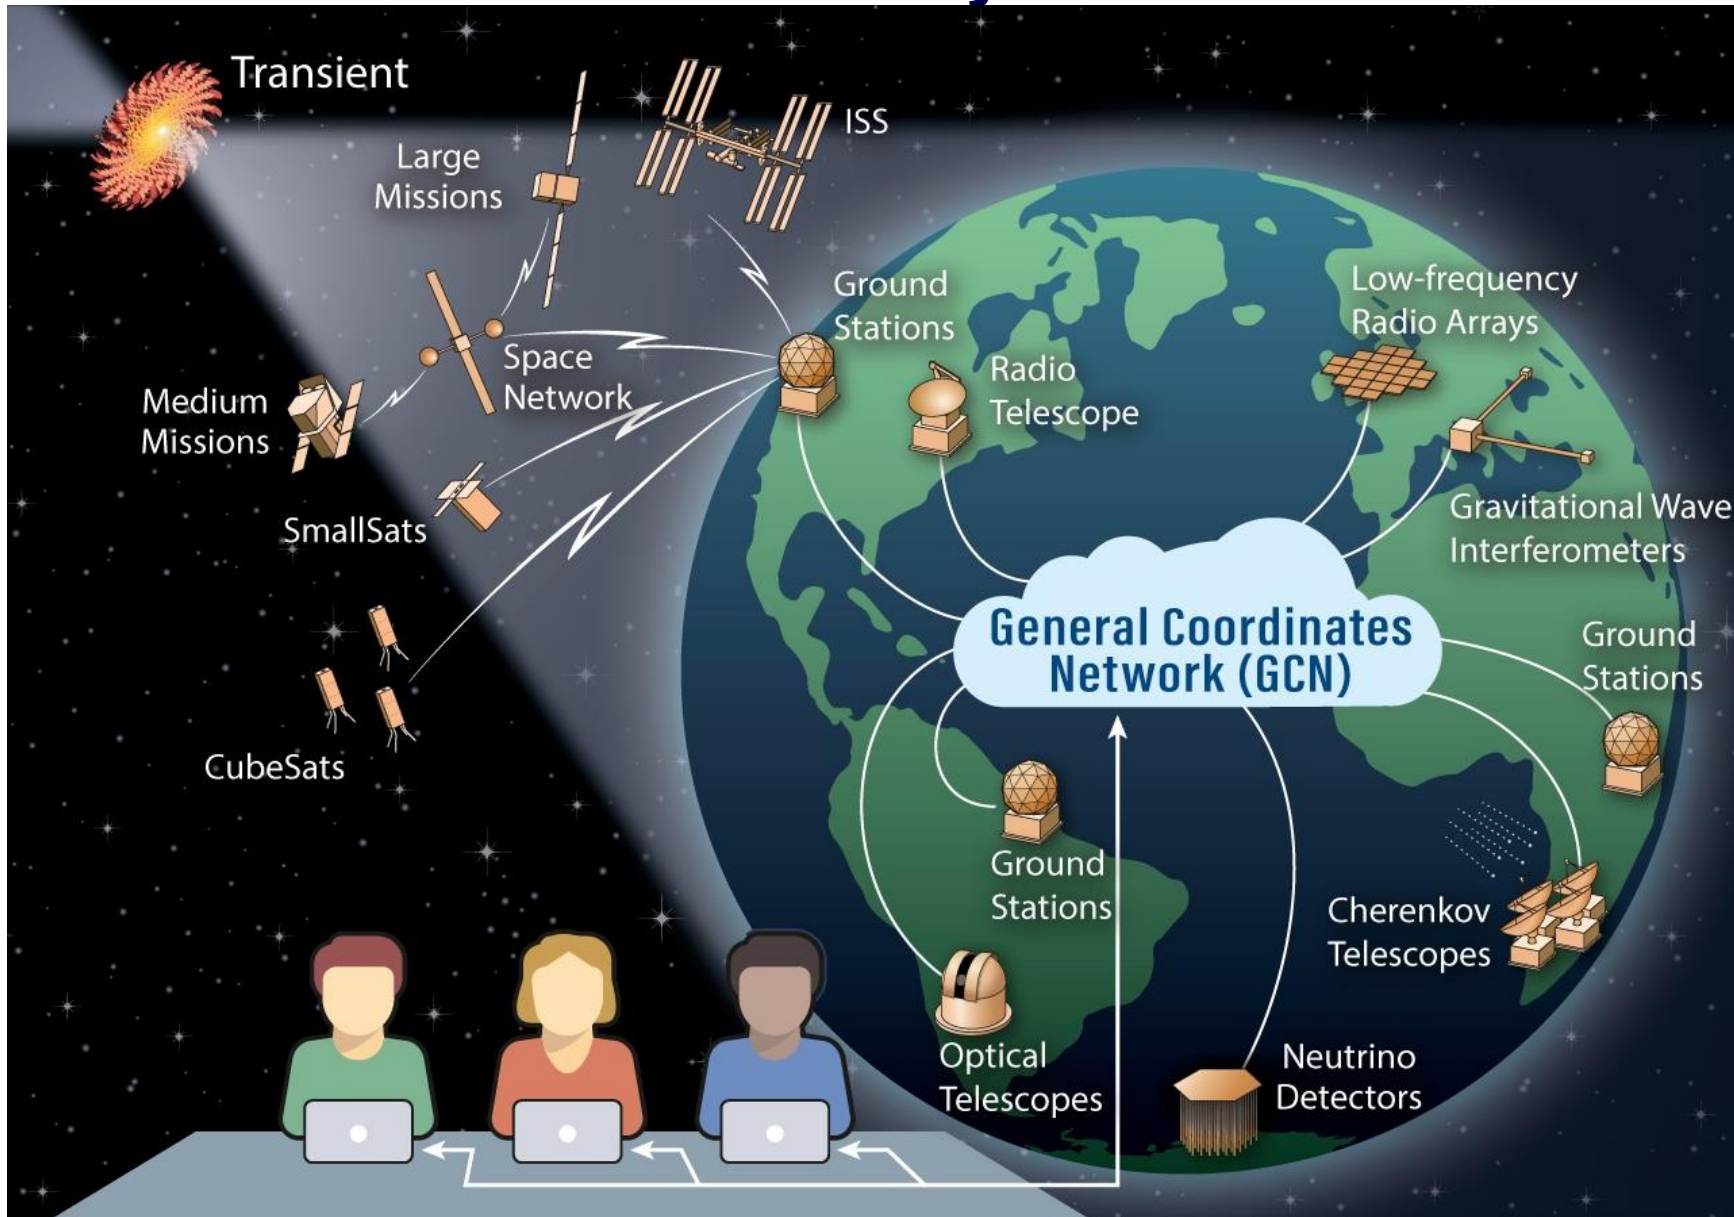 Transient
Large
Missions
ISS
Ground
Stations
Low-frequency
Radio Arrays
Space
Network
Radio
Telescope
Medium
Missions
SmallSats
Gravitational Wave
Interferometers
General Coordinates
Network (GCN)
Ground
Stations
CubeSats
Ground
Stations
Cherenkov
Telescopes
Optical
Telescopes
Neutrino
Detectors